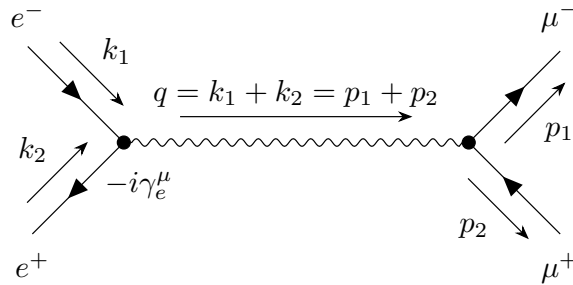 e⁻
μ⁻
k₁
q = k₁ + k₂ = p₁ + p₂
p₁
k₂
−iγₑ^μ
p₂
e⁺
μ⁺